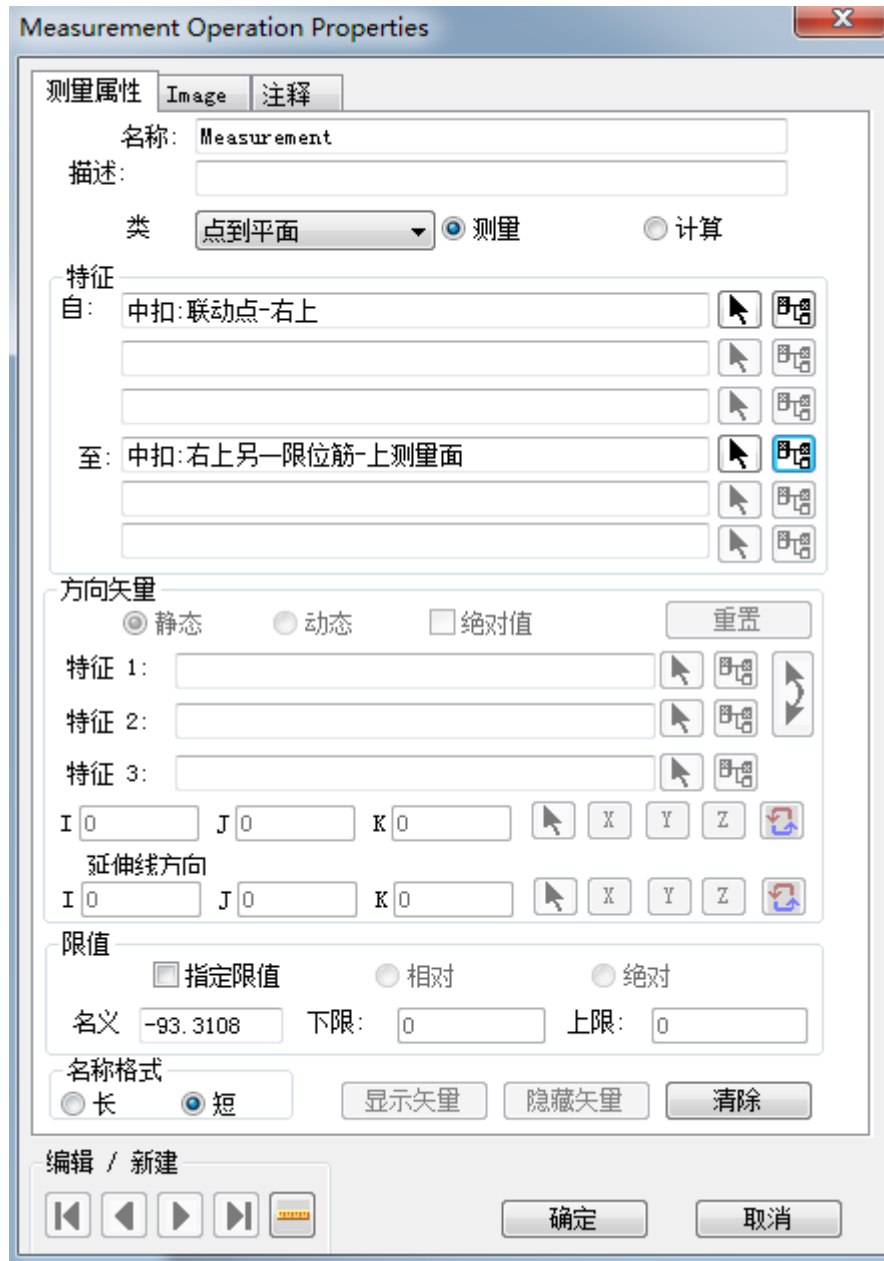 Measurement Operation Properties
测量属性 Image 注释
名称: Measurement
描述:
类 点到平面 测量 计算
特征
自: 中扣:联动点-右上
至: 中扣:右上另一限位筋-上测量面
方向矢量
静态 动态 绝对值 重置
特征 1:
特征 2:
特征 3:
I 0 J 0 K 0 X Y Z
延伸线方向
I 0 J 0 K 0 X Y Z
限值
指定限值 相对 绝对
名义 -93.3108 下限: 0 上限: 0
名称格式
长 短 显示矢量 隐藏矢量 清除
编辑 / 新建
确定 取消